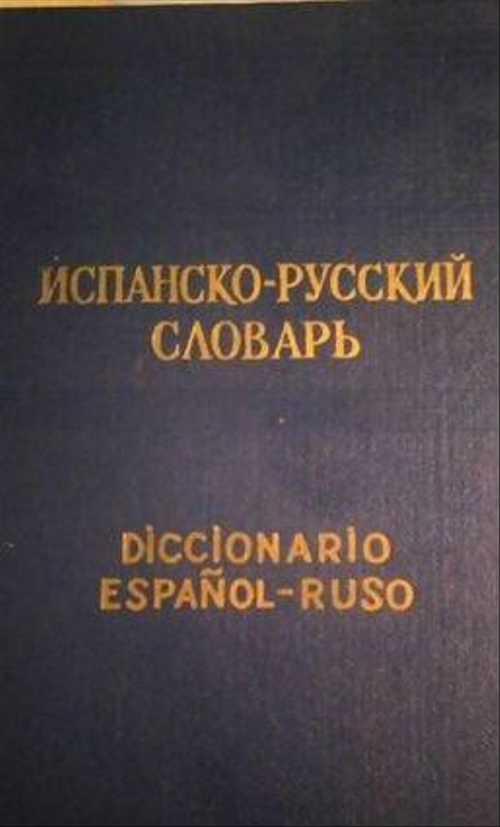 ИСПАНСКО-РУССКИЙ
СЛОВАРЬ
DICCIONARIO
ESPAÑOL-RUSO